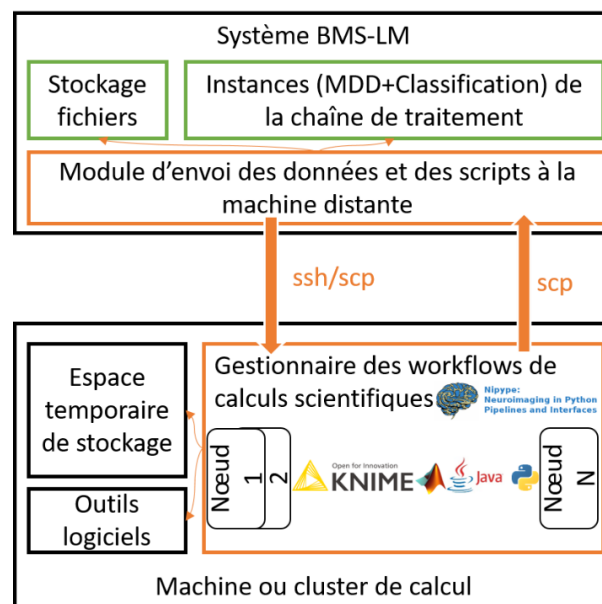 Système BMS-LM
Stockage
fichiers
Instances (MDD+Classification) de
la chaîne de traitement
Module d'envoi des données et des scripts à la
machine distante
ssh/scp
scp
Espace
temporaire
de stockage
Outils
logiciels
Gestionnaire des workflows de
calculs scientifiques
Nipype:
Neuroimaging in Python
Pipelines and Interfaces
Nœud
1
2
Open for Innovation
KNIME
Java
Nœud
N
Machine ou cluster de calcul